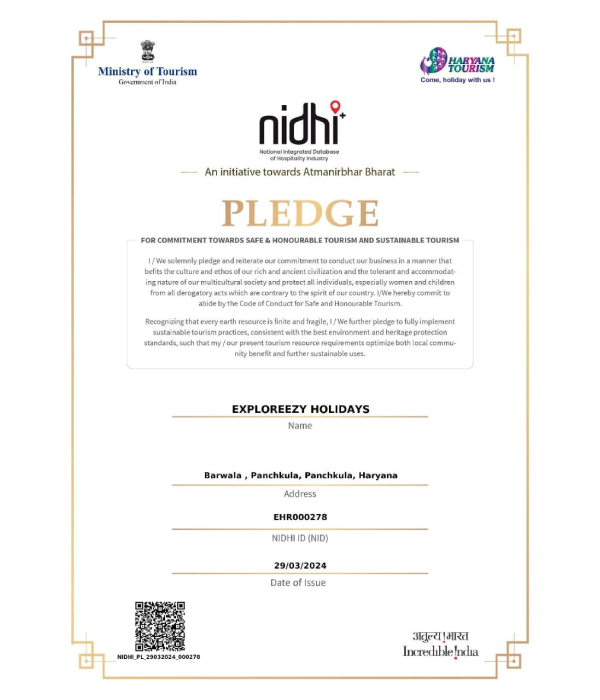 Ministry of Tourism
Government of India
HARYANA
TOURISM
Come, holiday with us !
nidhi+
National Integrated Database
of Hospitality Industry
An initiative towards Atmanirbhar Bharat
PLEDGE
FOR COMMITMENT TOWARDS SAFE & HONOURABLE TOURISM AND SUSTAINABLE TOURISM
I / We solemnly pledge and reiterate our commitment to conduct our business in a manner that
befits the culture and ethos of our rich and ancient civilization and the tolerant and accommodat-
ing nature of our multicultural society and protect all individuals, especially women and children
from all derogatory acts which are contrary to the spirit of our country. I/We hereby commit to
abide by the Code of Conduct for Safe and Honourable Tourism.
Recognizing that every earth resource is finite and fragile, I / We further pledge to fully implement
sustainable tourism practices, consistent with the best environment and heritage protection
standards, such that my / our present tourism resource requirements optimize both local commu-
nity benefit and further sustainable uses.
EXPLOREEZY HOLIDAYS
Name
Barwala , Panchkula, Panchkula, Haryana
Address
EHR000278
NIDHI ID (NID)
29/03/2024
Date of Issue
NIDHI_PL_29032024_000278
अतुल्य ! भारत
Incredible !ndia